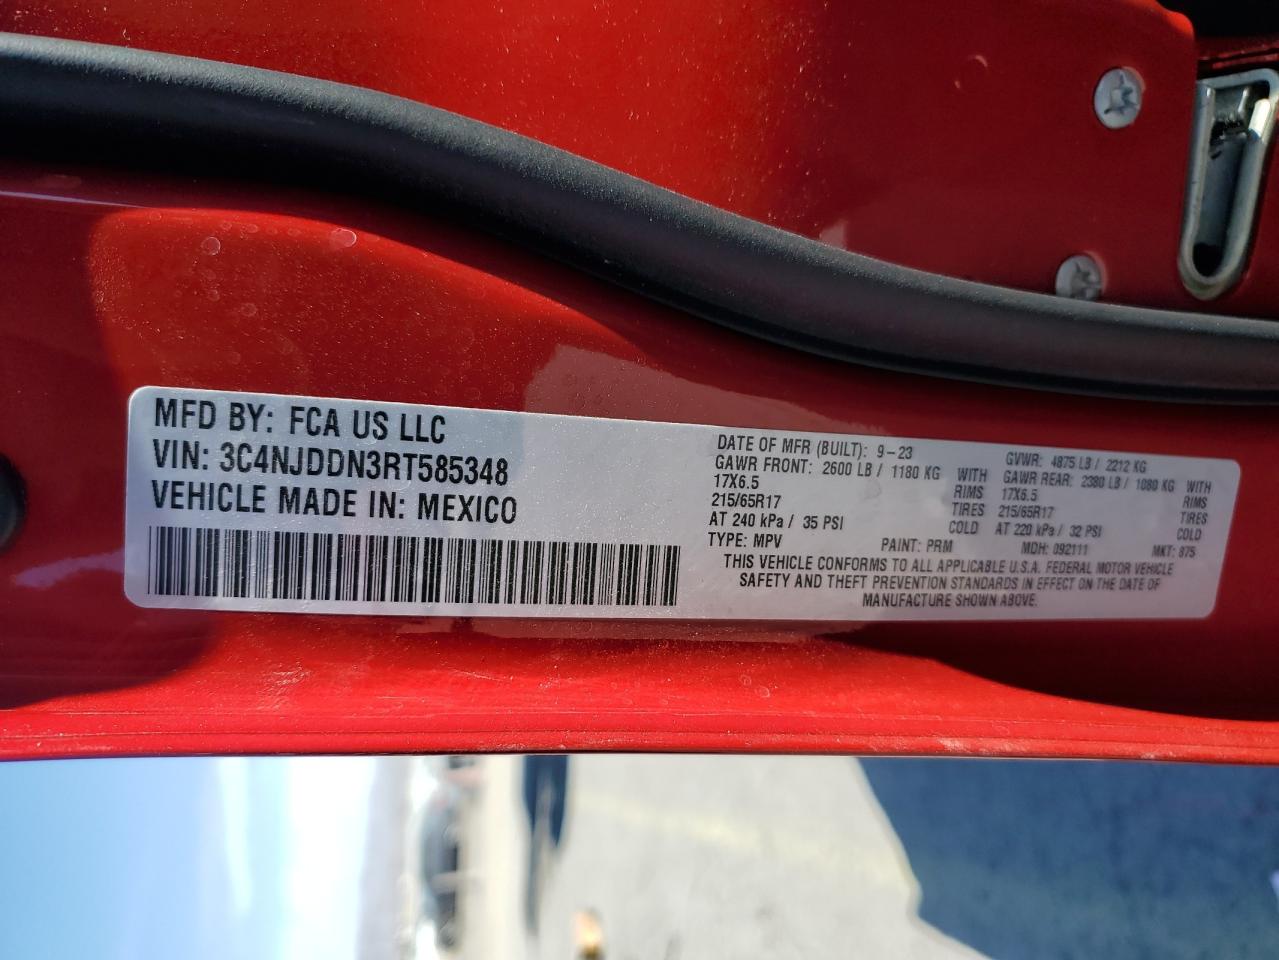 MFD BY: FCA US LLC
VIN: 3C4NJDDN3RT585348
VEHICLE MADE IN: MEXICO
DATE OF MFR (BUILT): 9-23 GVWR: 4875 LB / 2212 KG
GAWR FRONT: 2600 LB / 1180 KG WITH GAWR REAR: 2380 LB / 1080 KG WITH
17X6.5 RIMS 17X6.5 RIMS
215/65R17 TIRES 215/65R17 TIRES
AT 240 kPa / 35 PSI COLD AT 220 kPa / 32 PSI COLD
TYPE: MPV PAINT: PRM MDH: 092111 MKT: 875
THIS VEHICLE CONFORMS TO ALL APPLICABLE U.S.A. FEDERAL MOTOR VEHICLE
SAFETY AND THEFT PREVENTION STANDARDS IN EFFECT ON THE DATE OF
MANUFACTURE SHOWN ABOVE.